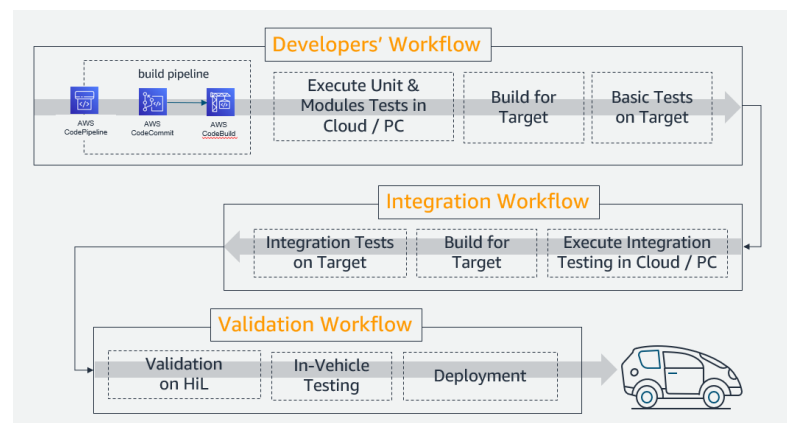 Developers' Workflow
build pipeline
AWS
CodePipeline
AWS
CodeCommit
AWS
CodeBuild
Execute Unit &
Modules Tests in
Cloud / PC
Build for
Target
Basic Tests
on Target
Integration Workflow
Integration Tests
on Target
Build for
Target
Execute Integration
Testing in Cloud / PC
Validation Workflow
Validation
on HiL
In-Vehicle
Testing
Deployment